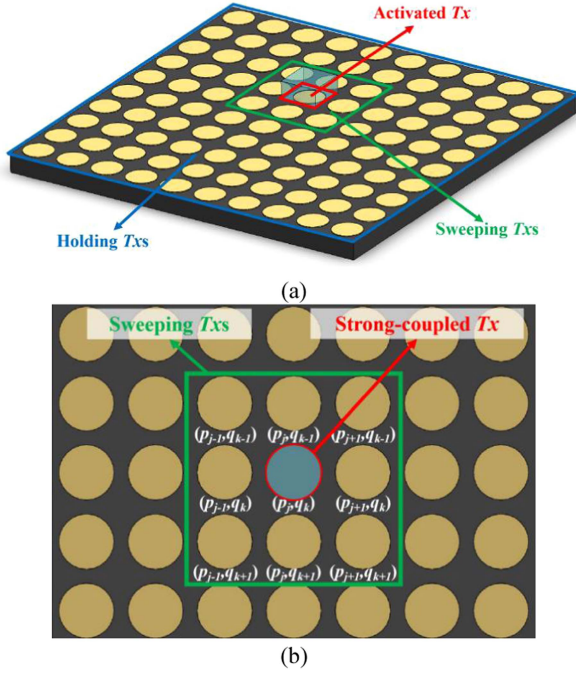 Activated Tx
Sweeping Txs
Holding Txs
(a)
Sweeping Txs
Strong-coupled Tx
(pj-1,qk-1) (pj,qk-1) (pj+1,qk-1)
(pj-1,qk) (pj,qk) (pj+1,qk)
(pj-1,qk+1) (pj,qk+1) (pj+1,qk+1)
(b)